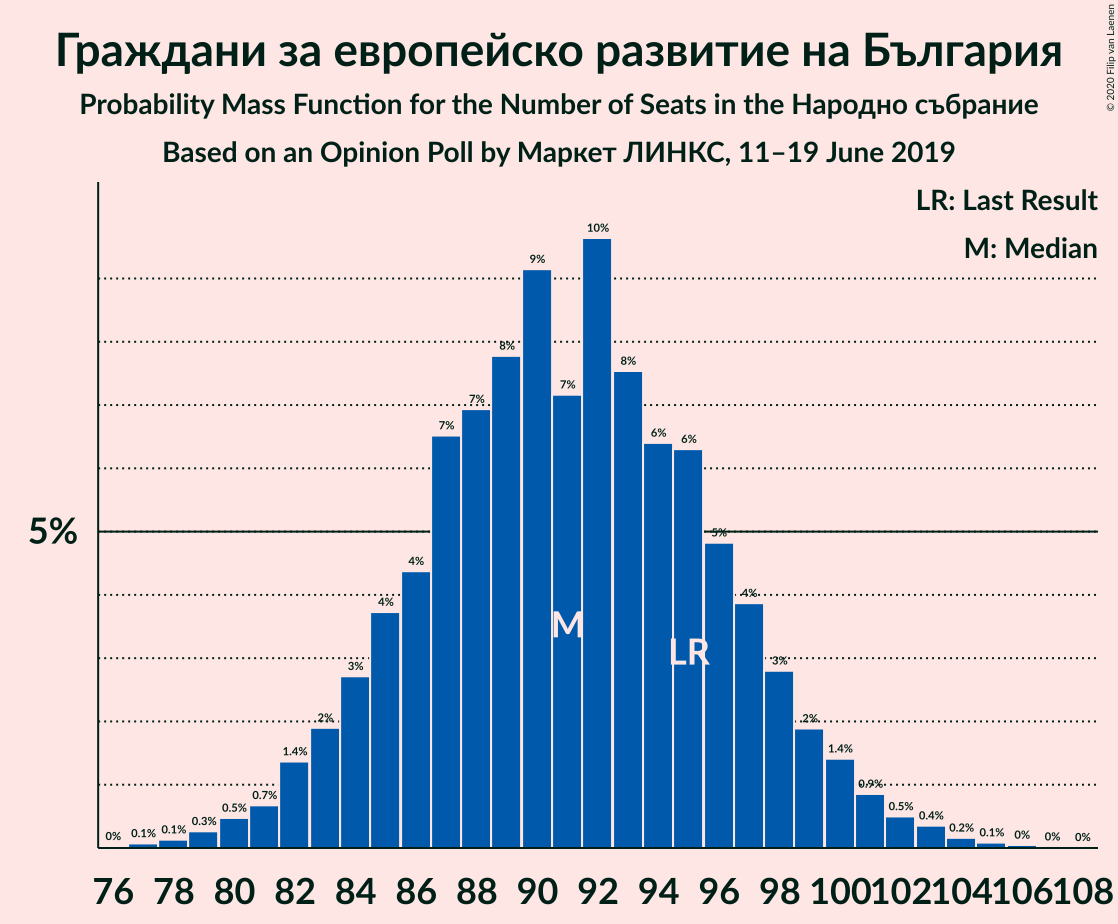 Граждани за европейско развитие на България
Probability Mass Function for the Number of Seats in the Народно събрание
Based on an Opinion Poll by Маркет ЛИНКС, 11–19 June 2019
© 2020 Filip van Laenen
LR: Last Result
M: Median
5%
0% 0.1% 0.1% 0.3% 0.5% 0.7% 1.4% 2% 3% 4% 4% 7% 7% 8% 9% 7% 10% 8% 6% 6% 5% 4% 3% 2% 1.4% 0.9% 0.5% 0.4% 0.2% 0.1% 0% 0% 0%
M LR
76 78 80 82 84 86 88 90 92 94 96 98 100 102 104 106 108